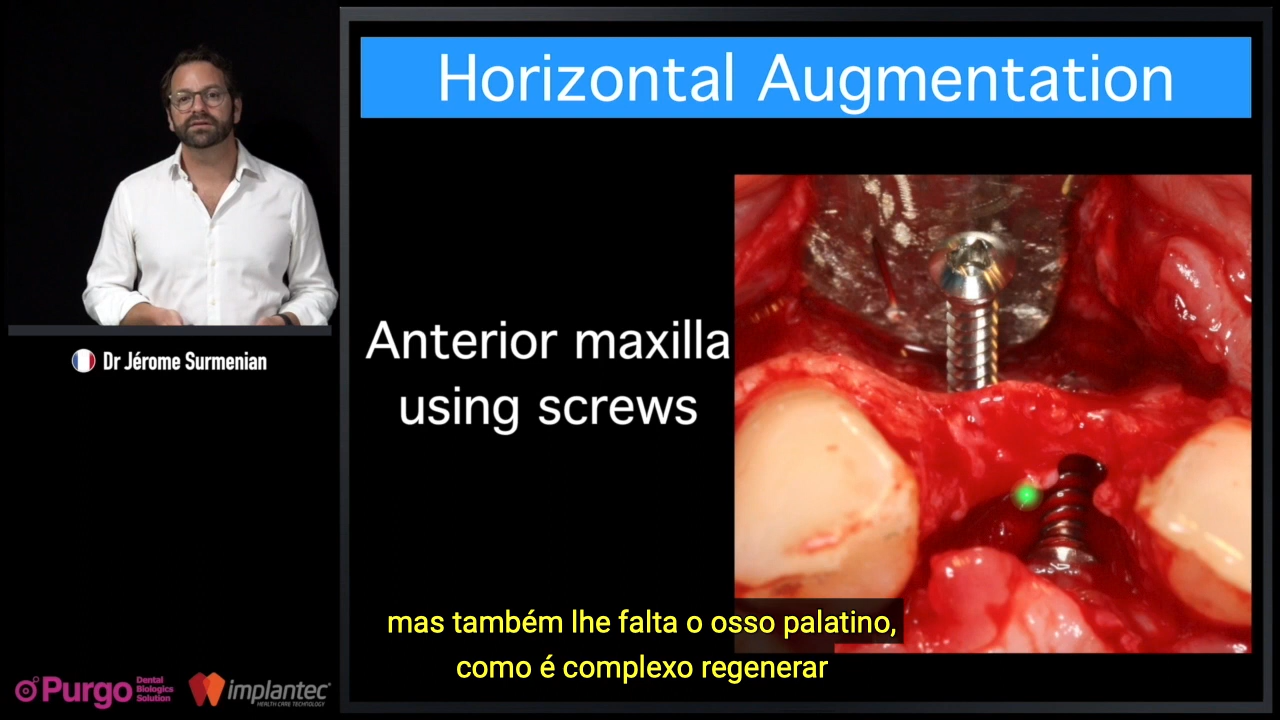 Horizontal Augmentation
Anterior maxilla
using screws
Dr Jérome Surmenian
mas também lhe falta o osso palatino,
como é complexo regenerar
Purgo
Dental
Biologics
Solution
implantec
HEALTH CARE TECHNOLOGY